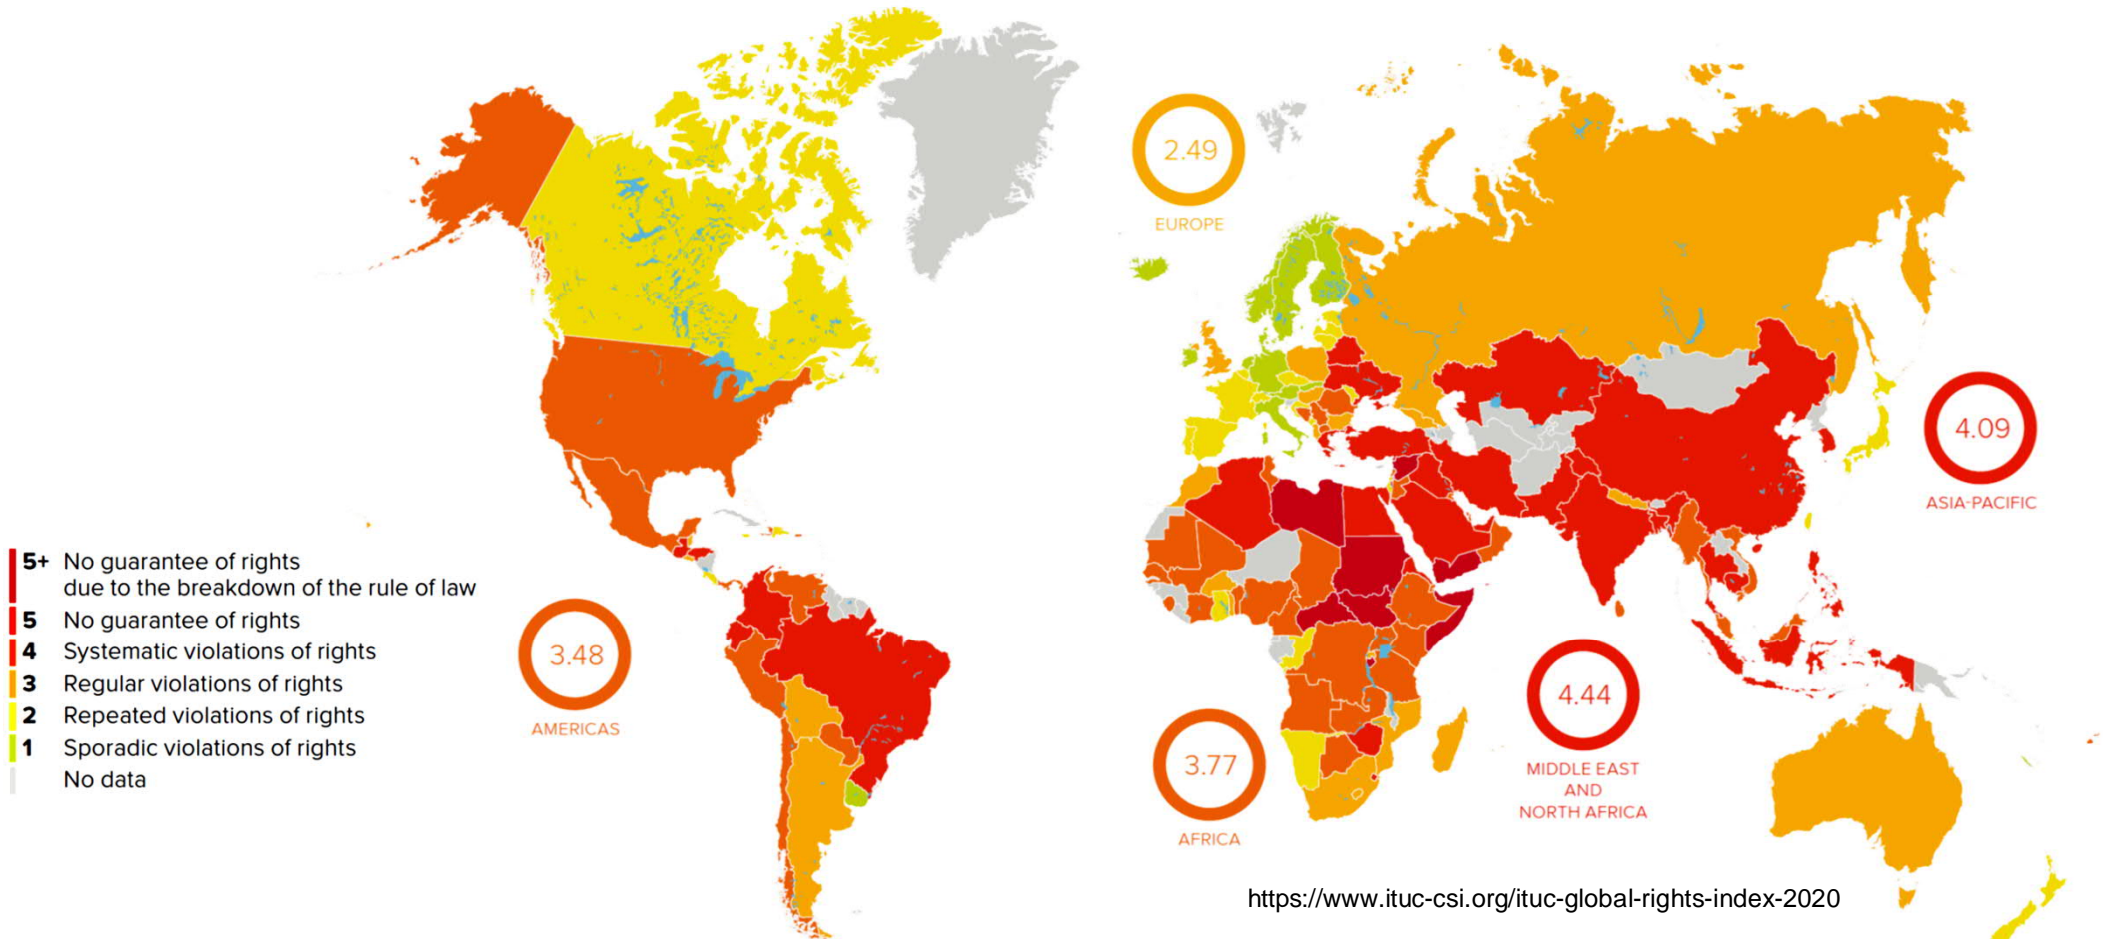 2.49
EUROPE
4.09
ASIA-PACIFIC
5+ No guarantee of rights
due to the breakdown of the rule of law
5 No guarantee of rights
4 Systematic violations of rights
3 Regular violations of rights
2 Repeated violations of rights
1 Sporadic violations of rights
No data
3.48
AMERICAS
4.44
MIDDLE EAST
AND
NORTH AFRICA
3.77
AFRICA
https://www.ituc-csi.org/ituc-global-rights-index-2020